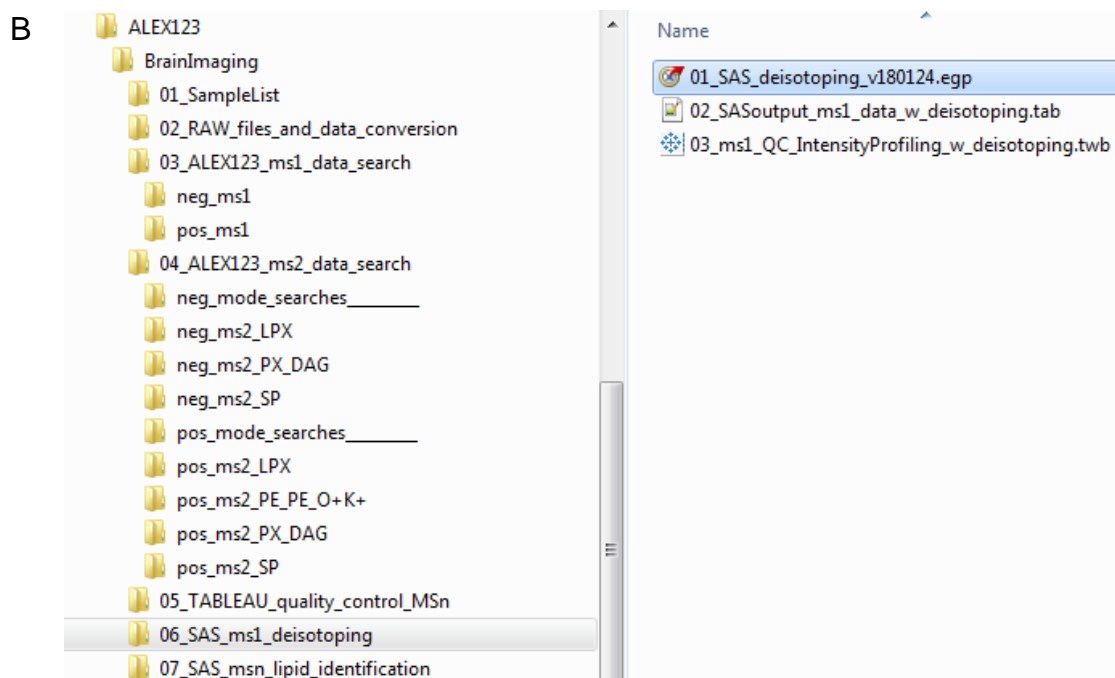 B
ALEX123
BrainImaging
01_SampleList
02_RAW_files_and_data_conversion
03_ALEX123_ms1_data_search
neg_ms1
pos_ms1
04_ALEX123_ms2_data_search
neg_mode_searches________
neg_ms2_LPX
neg_ms2_PX_DAG
neg_ms2_SP
pos_mode_searches________
pos_ms2_LPX
pos_ms2_PE_PE_O+K+
pos_ms2_PX_DAG
pos_ms2_SP
05_TABLEAU_quality_control_MSn
06_SAS_ms1_deisotoping
07_SAS_msn_lipid_identification
Name
01_SAS_deisotoping_v180124.egp
02_SASoutput_ms1_data_w_deisotoping.tab
03_ms1_QC_IntensityProfiling_w_deisotoping.twb